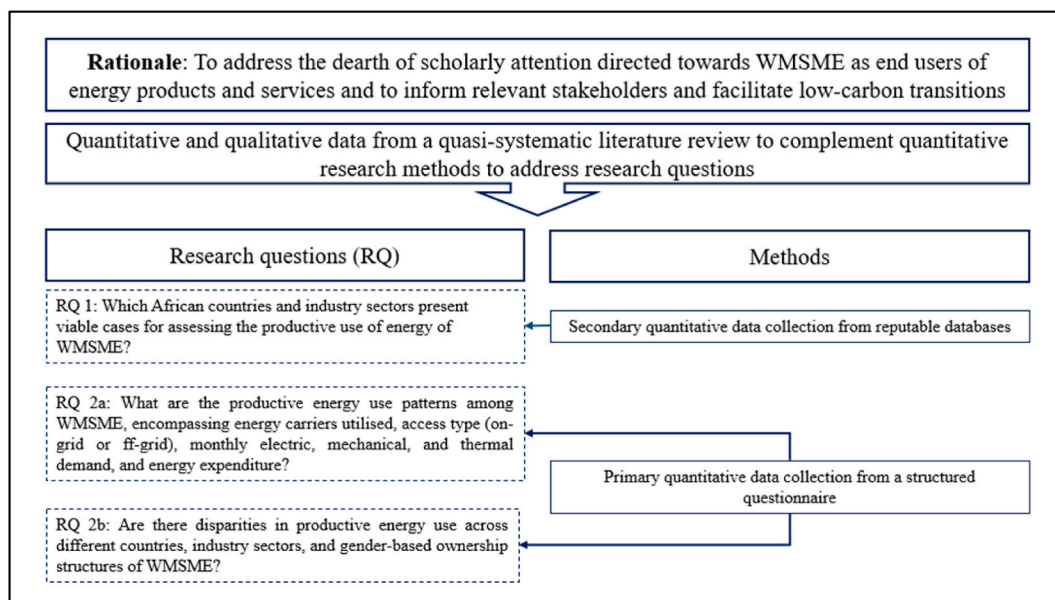 Rationale: To address the dearth of scholarly attention directed towards WMSME as end users of
energy products and services and to inform relevant stakeholders and facilitate low-carbon transitions
Quantitative and qualitative data from a quasi-systematic literature review to complement quantitative
research methods to address research questions
Research questions (RQ)
Methods
RQ 1: Which African countries and industry sectors present
viable cases for assessing the productive use of energy of
WMSME?
Secondary quantitative data collection from reputable databases
RQ 2a: What are the productive energy use patterns among
WMSME, encompassing energy carriers utilised, access type (on-
grid or ff-grid), monthly electric, mechanical, and thermal
demand, and energy expenditure?
Primary quantitative data collection from a structured
questionnaire
RQ 2b: Are there disparities in productive energy use across
different countries, industry sectors, and gender-based ownership
structures of WMSME?